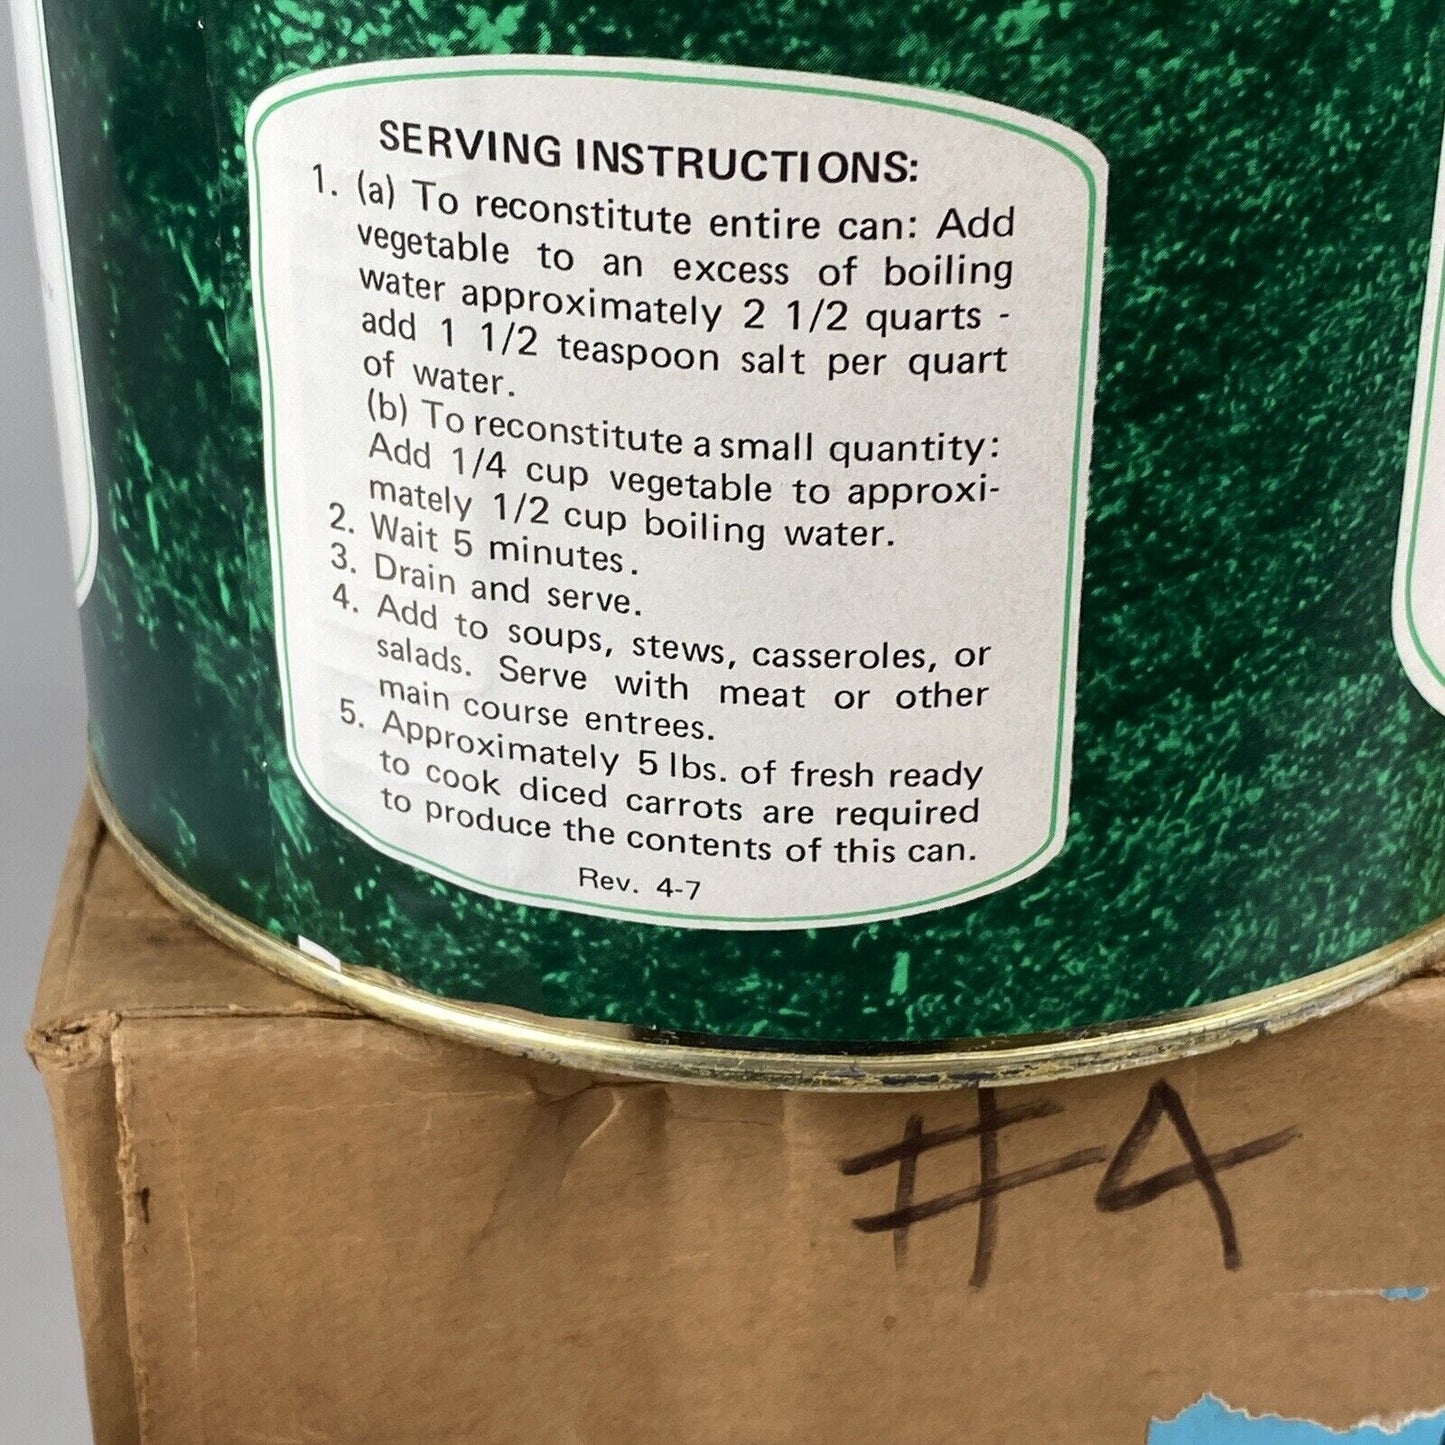 SERVING INSTRUCTIONS:
1. (a) To reconstitute entire can: Add
vegetable to an excess of boiling
water approximately 2 1/2 quarts -
add 1 1/2 teaspoon salt per quart
of water.
(b) To reconstitute a small quantity:
Add 1/4 cup vegetable to approxi-
mately 1/2 cup boiling water.
2. Wait 5 minutes.
3. Drain and serve.
4. Add to soups, stews, casseroles, or
salads. Serve with meat or other
main course entrees.
5. Approximately 5 lbs. of fresh ready
to cook diced carrots are required
to produce the contents of this can.
Rev. 4-7
#4